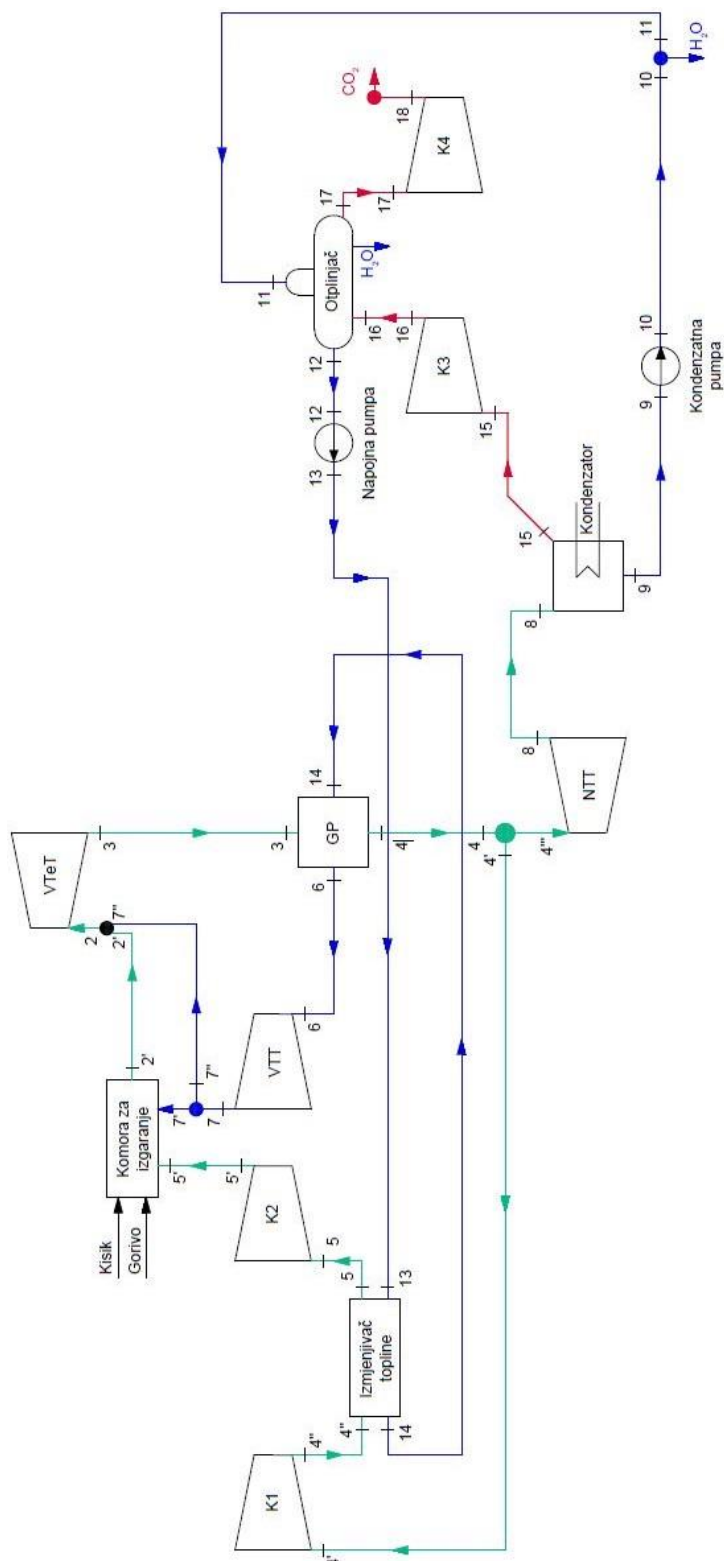 VTeT
3
2
7''
2'
Kisik
Gorivo
Komora za
izgaranje
2'
7''
7'
7
5'
5'
K2
5
VTT
6
K1
4''
4''
14
Izmjenjivač
topline
5
13
6
GP
14
3
4
4
4'
4'''
13
Napojna pumpa
12
12
11
Otplinjač
17
H₂O
16
16
17
K3
15
K4
18
CO₂
NTT
8
8
Kondenzator
15
9
9
Kondenzatna
pumpa
10
10
11
H₂O